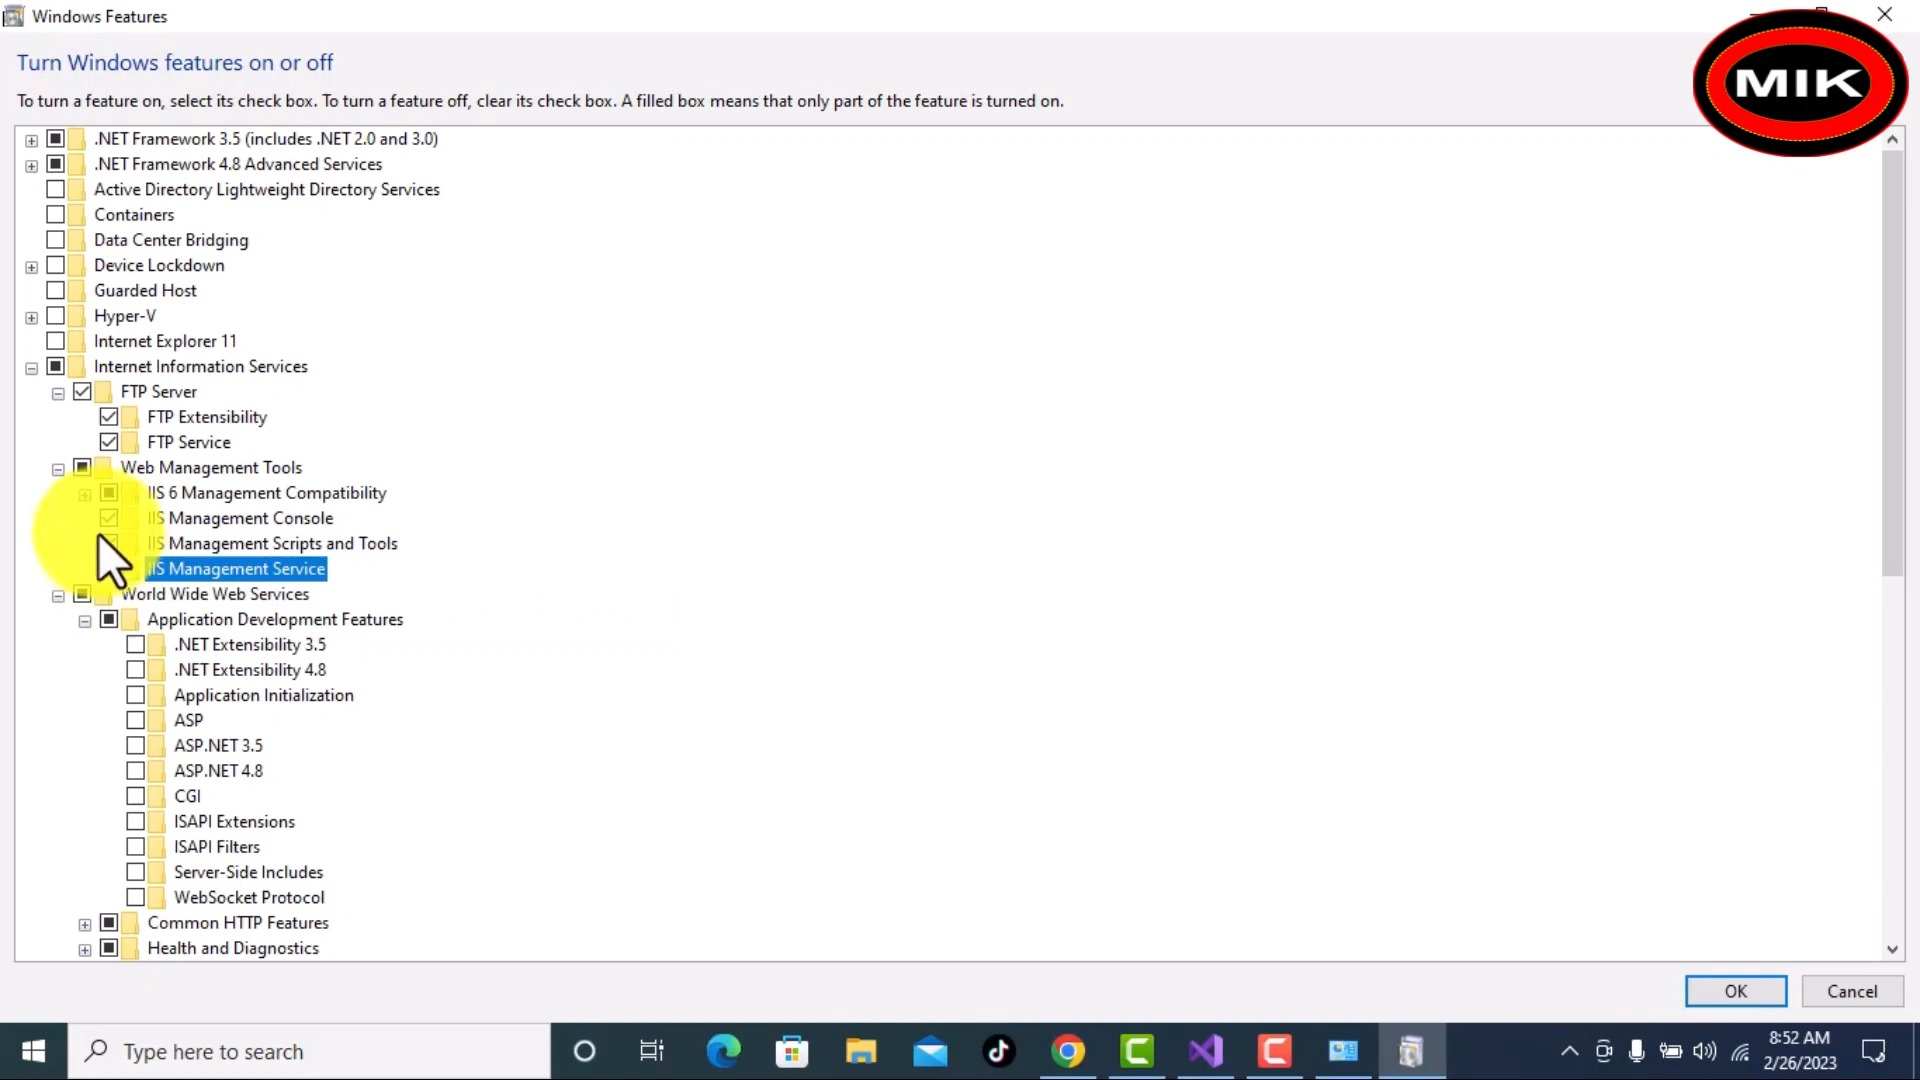 Windows Features
MIK
Turn Windows features on or off
To turn a feature on, select its check box. To turn a feature off, clear its check box. A filled box means that only part of the feature is turned on.
.NET Framework 3.5 (includes .NET 2.0 and 3.0)
.NET Framework 4.8 Advanced Services
Active Directory Lightweight Directory Services
Containers
Data Center Bridging
Device Lockdown
Guarded Host
Hyper-V
Internet Explorer 11
Internet Information Services
FTP Server
FTP Extensibility
FTP Service
Web Management Tools
IIS 6 Management Compatibility
IIS Management Console
IIS Management Scripts and Tools
IIS Management Service
World Wide Web Services
Application Development Features
.NET Extensibility 3.5
.NET Extensibility 4.8
Application Initialization
ASP
ASP.NET 3.5
ASP.NET 4.8
CGI
ISAPI Extensions
ISAPI Filters
Server-Side Includes
WebSocket Protocol
Common HTTP Features
Health and Diagnostics
OK
Cancel
Type here to search
8:52 AM
2/26/2023